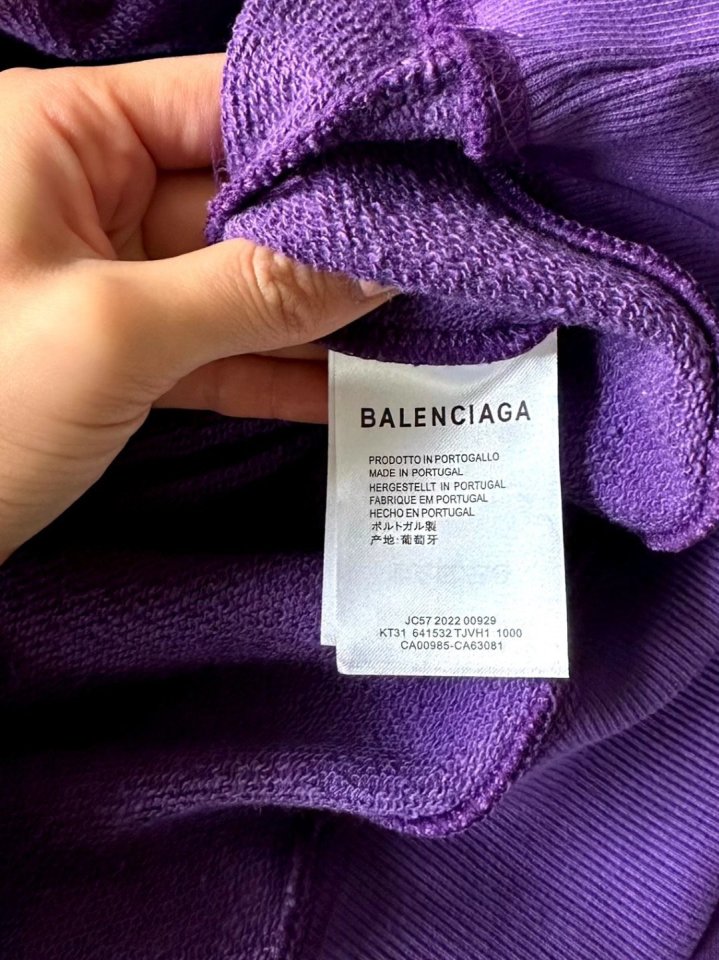 BALENCIAGA
PRODOTTO IN PORTOGALLO
MADE IN PORTUGAL
HERGESTELLT IN PORTUGAL
FABRIQUE EM PORTUGAL
HECHO EN PORTUGAL
ポルトガル製
产地:葡萄牙
JC57 2022 00929
KT31 641532 TJVH1 1000
CA00985-CA63081